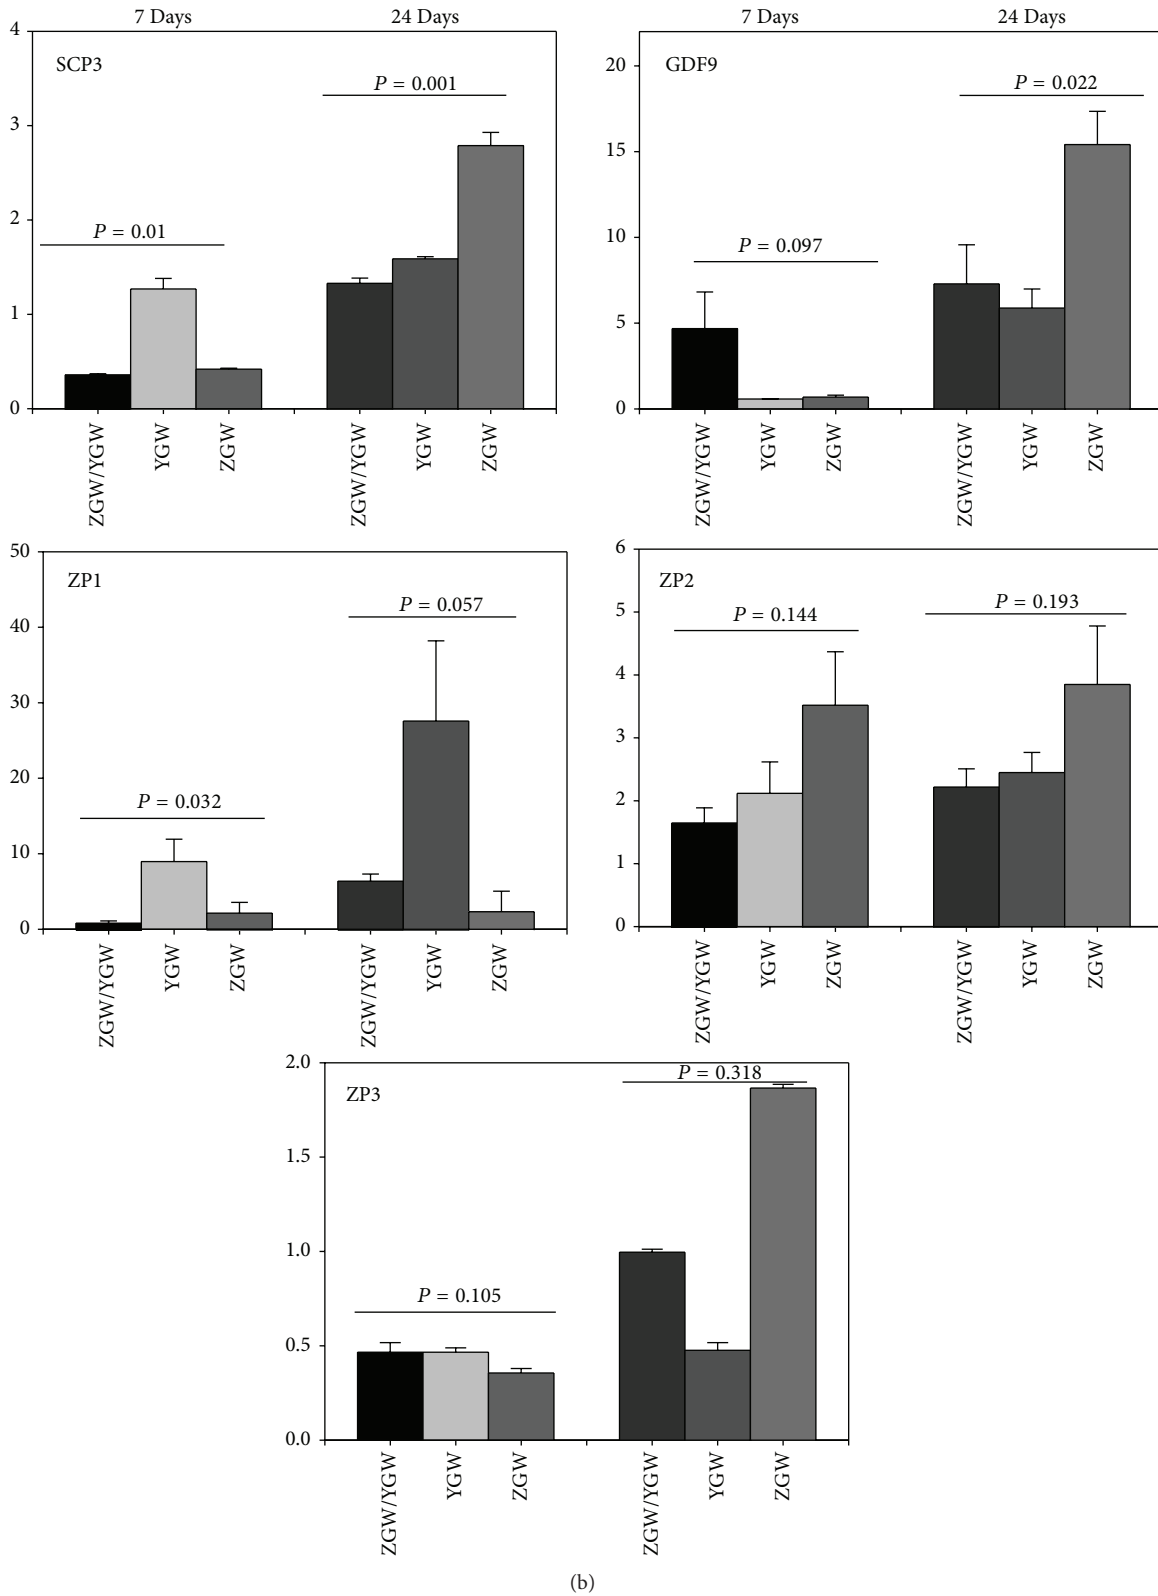 7 Days 24 Days 7 Days 24 Days
SCP3
4
3
2
1
0
P = 0.01
P = 0.001
ZGW/YGW
YGW
ZGW
ZGW/YGW
YGW
ZGW
GDF9
20
15
10
5
0
P = 0.097
P = 0.022
ZGW/YGW
YGW
ZGW
ZGW/YGW
YGW
ZGW
ZP1
50
40
30
20
10
0
P = 0.032
P = 0.057
ZGW/YGW
YGW
ZGW
ZGW/YGW
YGW
ZGW
ZP2
6
5
4
3
2
1
0
P = 0.144
P = 0.193
ZGW/YGW
YGW
ZGW
ZGW/YGW
YGW
ZGW
ZP3
2.0
1.5
1.0
0.5
0.0
P = 0.105
P = 0.318
ZGW/YGW
YGW
ZGW
ZGW/YGW
YGW
ZGW
(b)